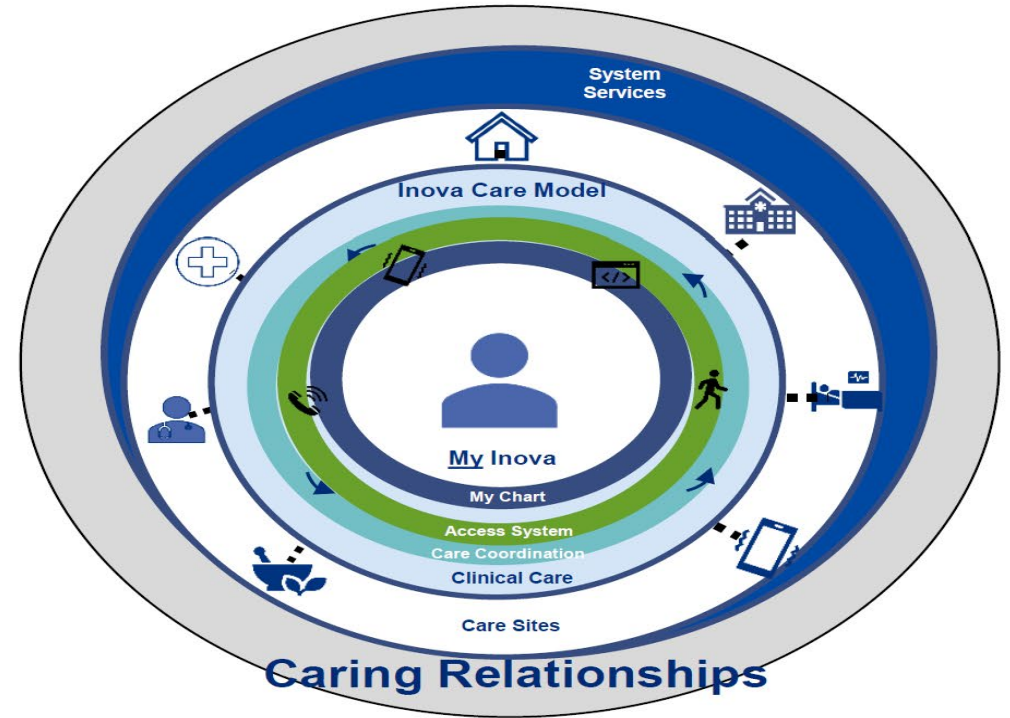 System
Services
Inova Care Model
</>
My Inova
My Chart
Access System
Care Coordination
Clinical Care
Care Sites
Caring Relationships